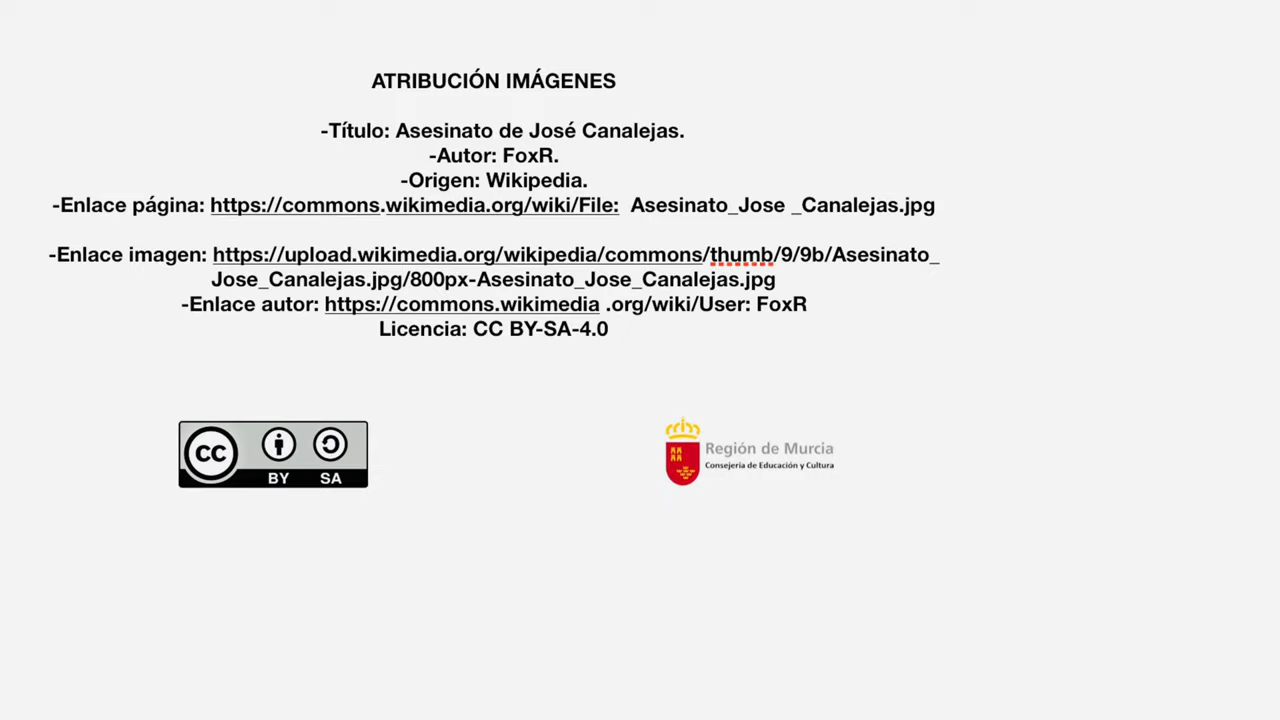 ATRIBUCIÓN IMÁGENES
-Título: Asesinato de José Canalejas.
-Autor: FoxR.
-Origen: Wikipedia.
-Enlace página: https://commons.wikimedia.org/wiki/File:  Asesinato_Jose _Canalejas.jpg
-Enlace imagen: https://upload.wikimedia.org/wikipedia/commons/thumb/9/9b/Asesinato_
Jose_Canalejas.jpg/800px-Asesinato_Jose_Canalejas.jpg
-Enlace autor: https://commons.wikimedia .org/wiki/User: FoxR
Licencia: CC BY-SA-4.0
CC
BY SA
Región de Murcia
Consejería de Educación y Cultura